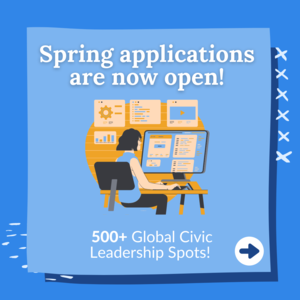 Spring applications
are now open!
500+ Global Civic
Leadership Spots!